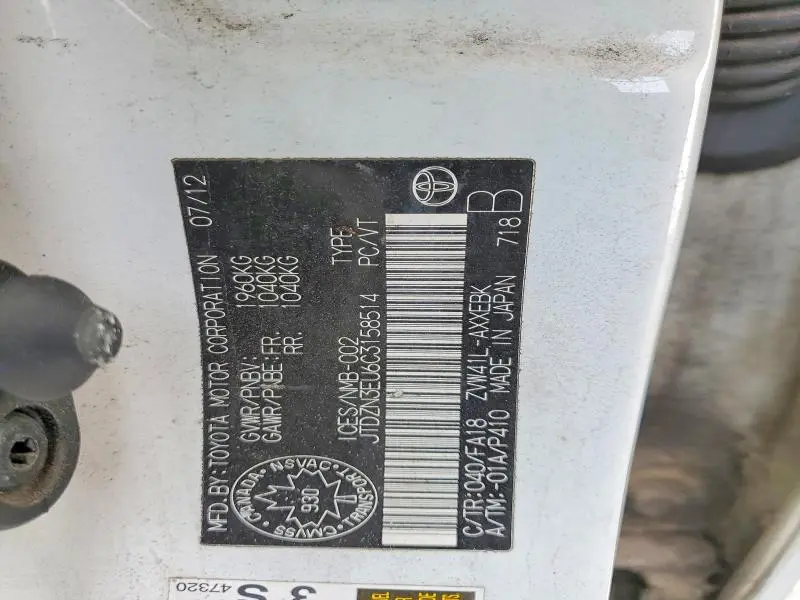 MFD.BY:TOYOTA MOTOR CORPORATION 07/12
GVWR/PNBV: 1960KG
GAWR/PNBE:FR. 1040KG
RR. 1040KG
CANADA • NSVAC • TRANSPORT • CMVSS
930
ICES/NMB-002 TYPE
JTDZN3EU6C3158514 PC/VT
C/TR:040/FA18 ZVW41L-AXXEBK
A/TM:-01A/P410 MADE IN JAPAN 718 B
3 S
47320